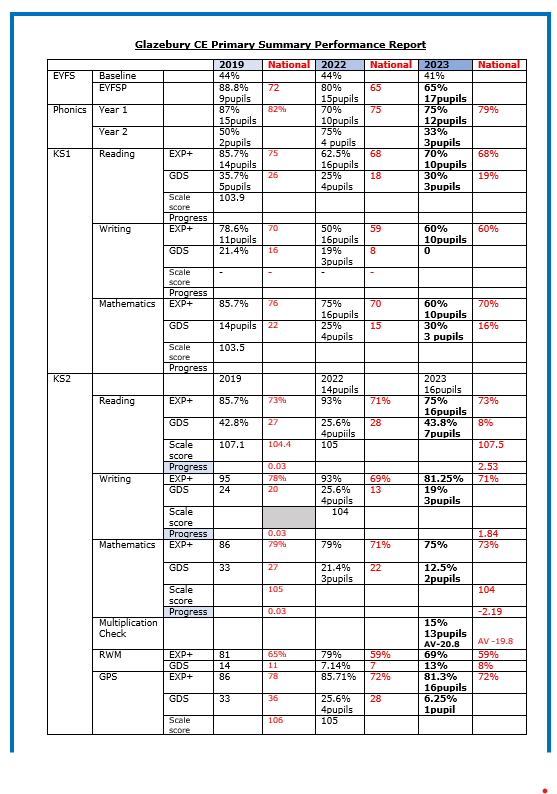 Glazebury CE Primary Summary Performance Report
2019 National 2022 National 2023 National
EYFS Baseline 44% 44% 41%
EYFSP 88.8% 72 80% 65 65%
9pupils 15pupils 17pupils
Phonics Year 1 87% 82% 70% 75 75% 79%
15pupils 10pupils 12pupils
Year 2 50% 75% 33%
2pupils 4 pupils 3pupils
KS1 Reading EXP+ 85.7% 75 62.5% 68 70% 68%
14pupils 16pupils 10pupils
GDS 35.7% 26 25% 18 30% 19%
5pupils 4pupils 3pupils
Scale 103.9
score
Progress
Writing EXP+ 78.6% 70 50% 59 60% 60%
11pupils 16pupils 10pupils
GDS 21.4% 16 19% 8 0
3pupils
Scale - - - -
score
Progress
Mathematics EXP+ 85.7% 76 75% 70 60% 70%
16pupils 10pupils
GDS 14pupils 22 25% 15 30% 16%
4pupils 3 pupils
Scale 103.5
score
Progress
KS2 2019 2022 2023
14pupils 16pupils
Reading EXP+ 85.7% 73% 93% 71% 75% 73%
16pupils
GDS 42.8% 27 25.6% 28 43.8% 8%
4pupiils 7pupils
Scale 107.1 104.4 105 107.5
score
Progress 0.03 2.53
Writing EXP+ 95 78% 93% 69% 81.25% 71%
GDS 24 20 25.6% 13 19%
4pupils 3pupils
Scale 104
score
Progress 0.03 1.84
Mathematics EXP+ 86 79% 79% 71% 75% 73%
GDS 33 27 21.4% 22 12.5%
3pupils 2pupils
Scale 105 104
score
Progress 0.03 -2.19
Multiplication 15%
Check 13pupils
AV-20.8 AV -19.8
RWM EXP+ 81 65% 79% 59% 69% 59%
GDS 14 11 7.14% 7 13% 8%
GPS EXP+ 86 78 85.71% 72% 81.3% 72%
16pupils
GDS 33 36 25.6% 28 6.25%
4pupils 1pupil
Scale 106 105
score